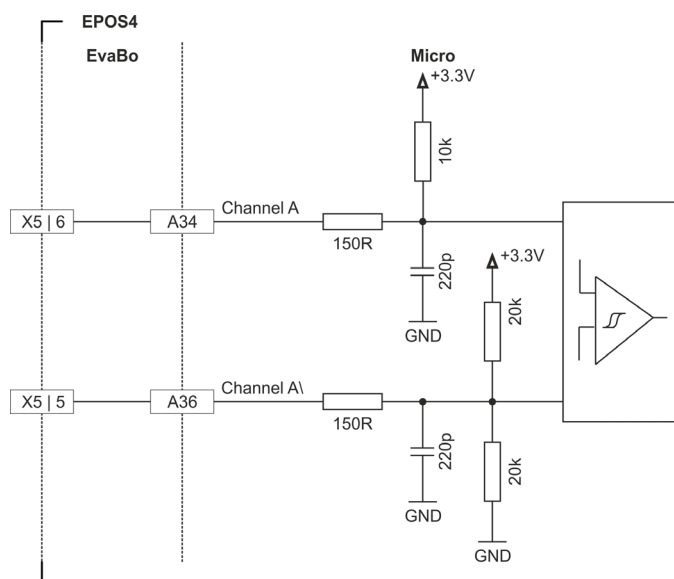 EPOS4
EvaBo
Micro
+3.3V
10k
Channel A
X5 | 6
A34
150R
220p
+3.3V
GND
20k
Channel A\
X5 | 5
A36
150R
220p
20k
GND
GND